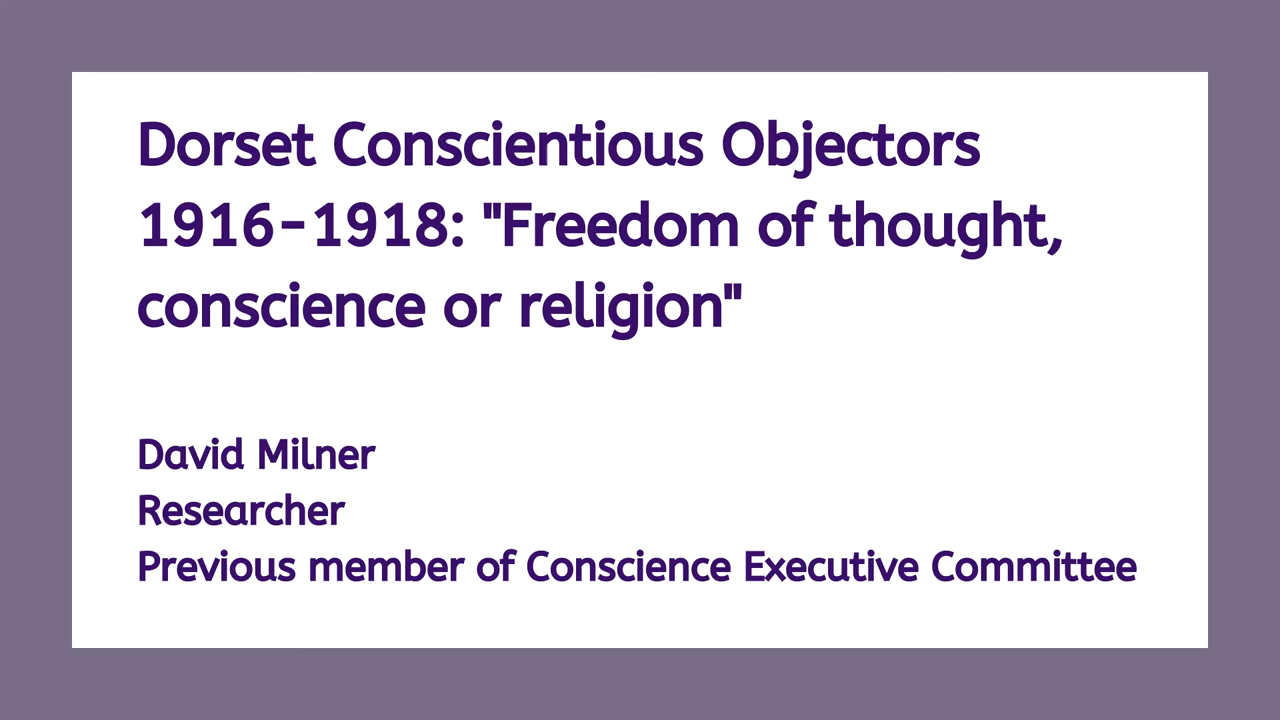 Dorset Conscientious Objectors
1916-1918: "Freedom of thought,
conscience or religion"
David Milner
Researcher
Previous member of Conscience Executive Committee